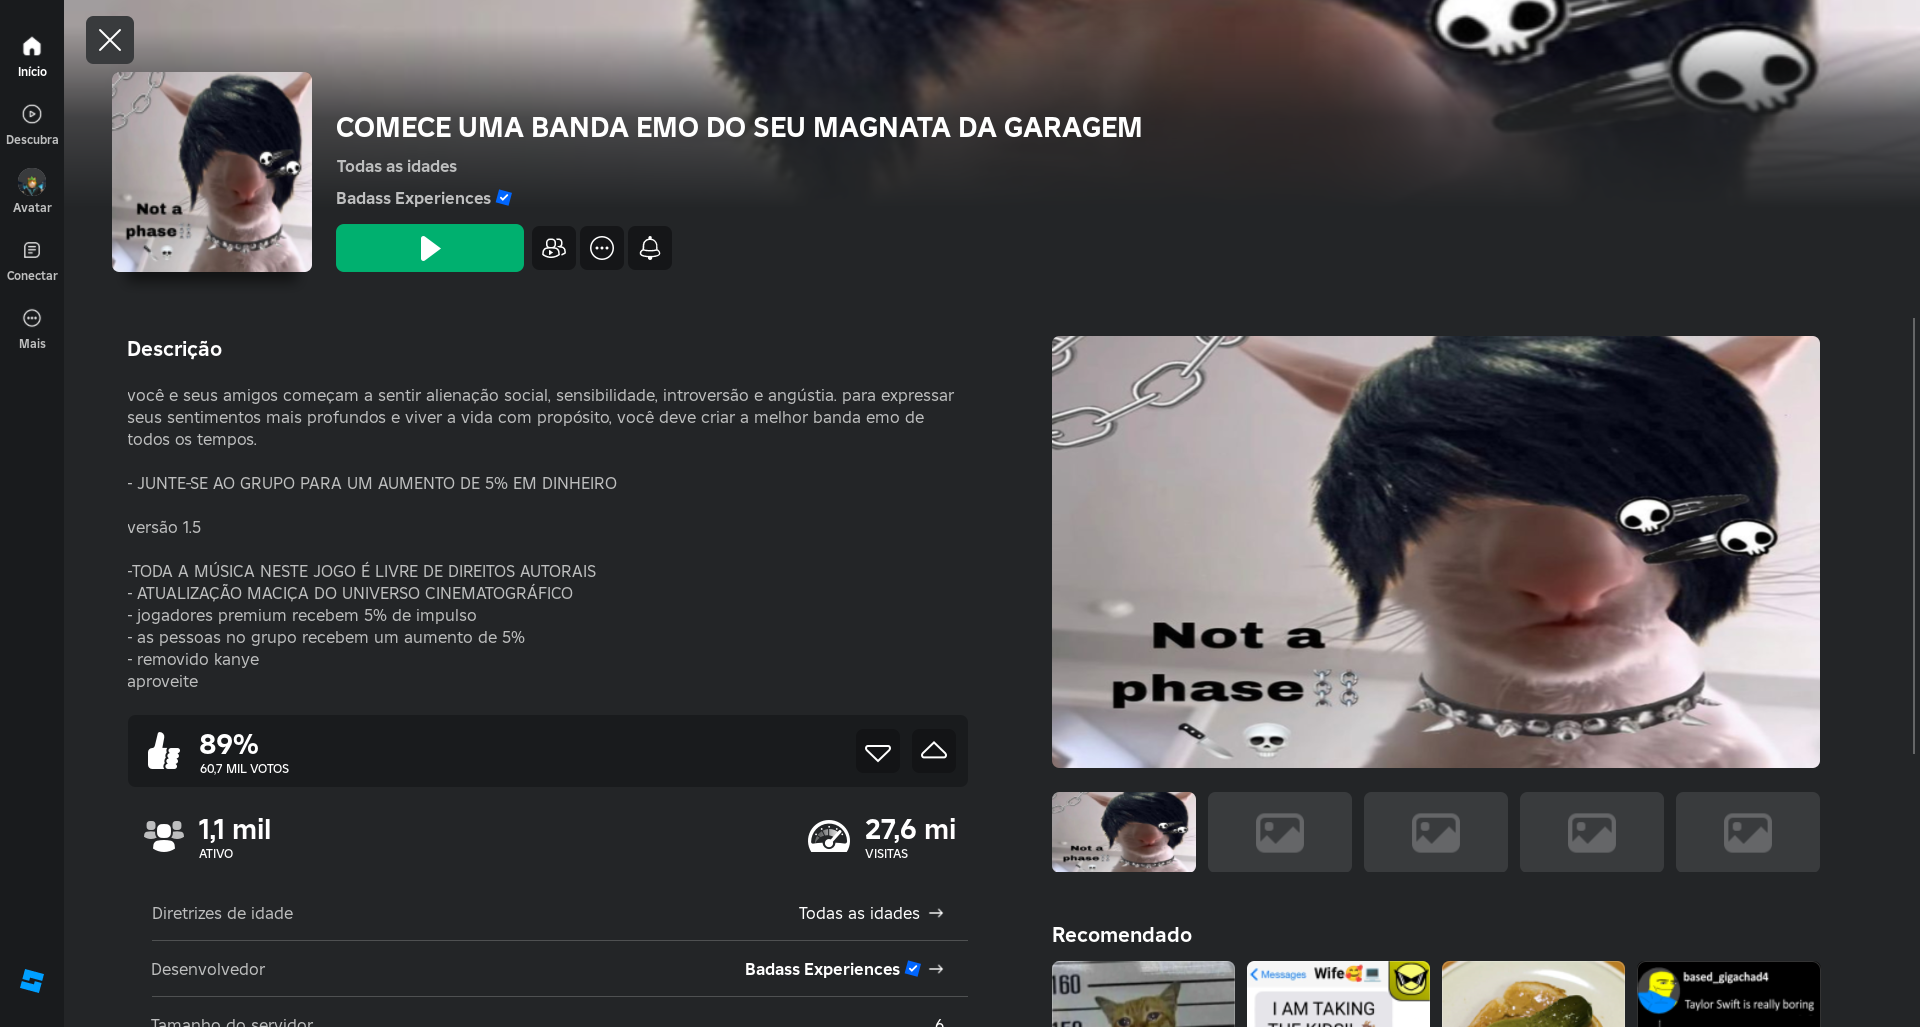 Início
Descubra
Avatar
Conectar
Mais
Not a
phase
COMECE UMA BANDA EMO DO SEU MAGNATA DA GARAGEM
Todas as idades
Badass Experiences
Descrição
você e seus amigos começam a sentir alienação social, sensibilidade, introversão e angústia. para expressar
seus sentimentos mais profundos e viver a vida com propósito, você deve criar a melhor banda emo de
todos os tempos.
- JUNTE-SE AO GRUPO PARA UM AUMENTO DE 5% EM DINHEIRO
versão 1.5
-TODA A MÚSICA NESTE JOGO É LIVRE DE DIREITOS AUTORAIS
- ATUALIZAÇÃO MACIÇA DO UNIVERSO CINEMATOGRÁFICO
- jogadores premium recebem 5% de impulso
- as pessoas no grupo recebem um aumento de 5%
- removido kanye
aproveite
89%
60,7 MIL VOTOS
1,1 mil
ATIVO
27,6 mi
VISITAS
Diretrizes de idade
Todas as idades
Desenvolvedor
Badass Experiences
Tamanho do servidor
6
Not a
phase
Not a
phase
Recomendado
160
150
Messages
Wife🥰💻
I AM TAKING
THE KIDS!!
based_gigachad4
Taylor Swift is really boring